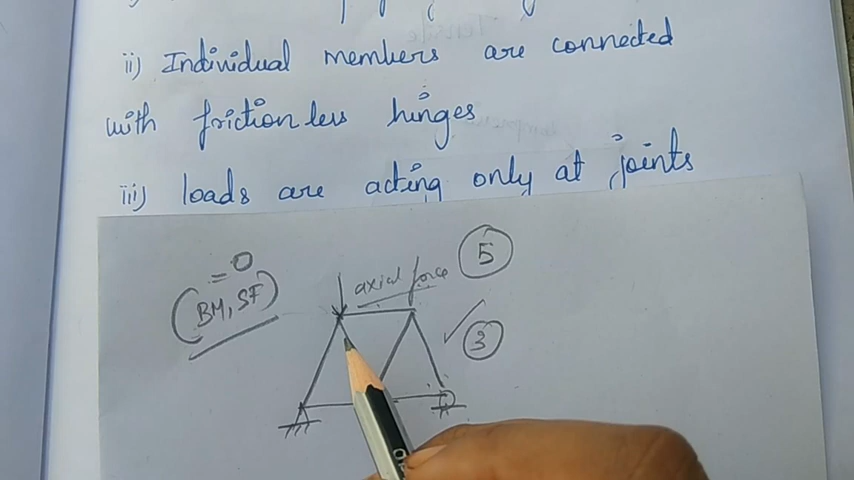 ii) Individual members are connected
with frictionless hinges
iii) loads are acting only at joints
= 0
(BM, SF)
axial force
5
3